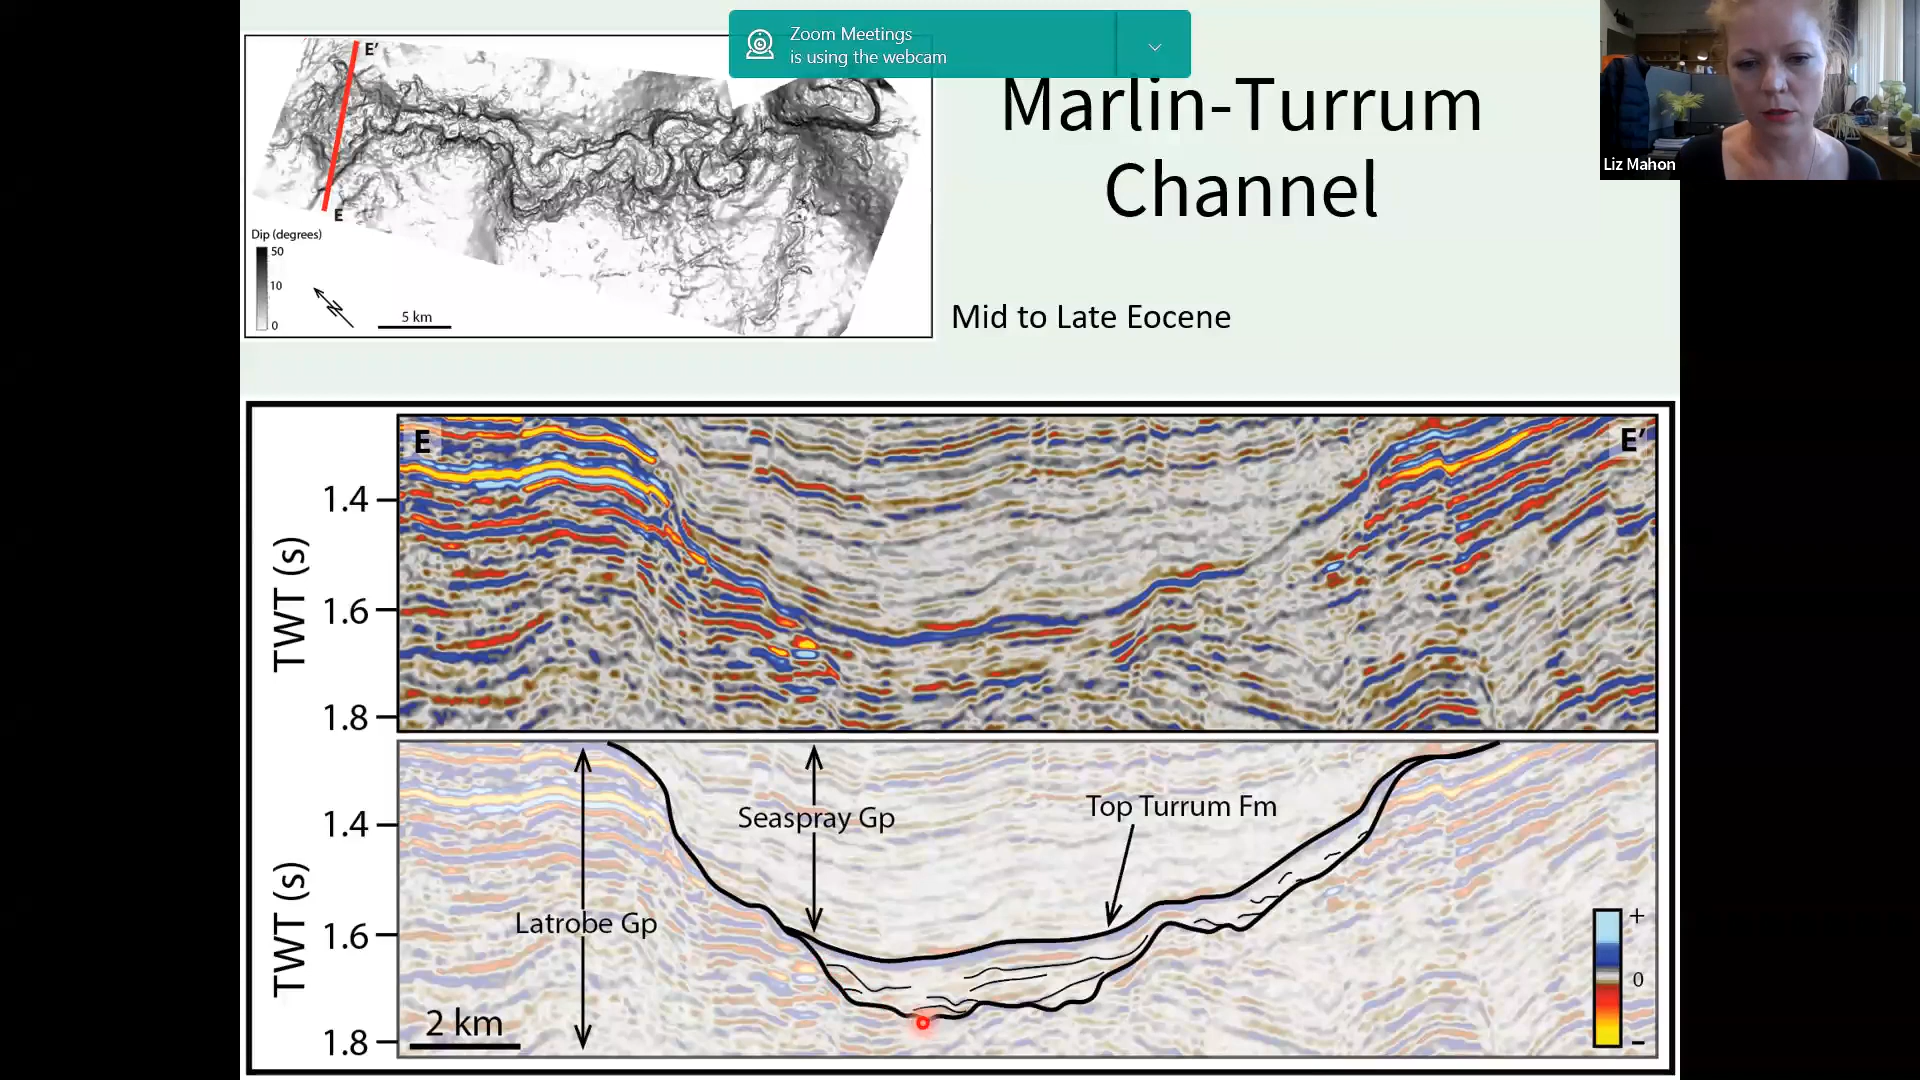 Zoom Meetings
is using the webcam
Marlin-Turrum
Channel
Liz Mahon
Mid to Late Eocene
E'
E
Dip (degrees)
50
10
0
N
5 km
E
E'
1.4
1.6
1.8
TWT (s)
Seaspray Gp
Top Turrum Fm
Latrobe Gp
1.4
1.6
1.8
TWT (s)
2 km
+
0
-